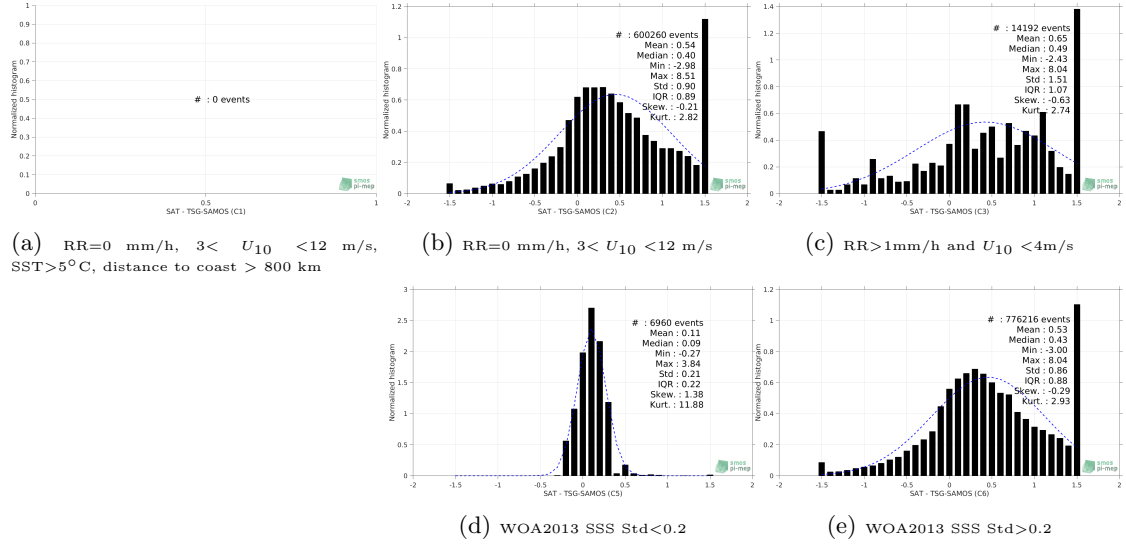 1
0.9
0.8
0.7
0.6
0.5
0.4
0.3
0.2
0.1
0
Normalized histogram
# : 0 events
0 0.5 1
SAT - TSG-SAMOS (C1)
smos
pi-mep
(a) RR=0 mm/h, 3< U10 <12 m/s,
SST>5°C, distance to coast > 800 km
1.2
1
0.8
0.6
0.4
0.2
0
Normalized histogram
# : 600260 events
Mean : 0.54
Median : 0.40
Min : -2.98
Max : 8.51
Std : 0.90
IQR : 0.89
Skew. : -0.21
Kurt. : 2.82
-2 -1.5 -1 -0.5 0 0.5 1 1.5 2
SAT - TSG-SAMOS (C2)
smos
pi-mep
(b) RR=0 mm/h, 3< U10 <12 m/s
1.4
1.2
1
0.8
0.6
0.4
0.2
0
Normalized histogram
# : 14192 events
Mean : 0.65
Median : 0.49
Min : -2.43
Max : 8.04
Std : 1.51
IQR : 1.07
Skew. : -0.63
Kurt. : 2.74
-2 -1.5 -1 -0.5 0 0.5 1 1.5 2
SAT - TSG-SAMOS (C3)
smos
pi-mep
(c) RR>1mm/h and U10 <4m/s
3
2.5
2
1.5
1
0.5
0
Normalized histogram
# : 6960 events
Mean : 0.11
Median : 0.09
Min : -0.27
Max : 3.84
Std : 0.21
IQR : 0.22
Skew. : 1.38
Kurt. : 11.88
-2 -1.5 -1 -0.5 0 0.5 1 1.5 2
SAT - TSG-SAMOS (C5)
smos
pi-mep
(d) WOA2013 SSS Std<0.2
1.2
1
0.8
0.6
0.4
0.2
0
Normalized histogram
# : 776216 events
Mean : 0.53
Median : 0.43
Min : -3.00
Max : 8.04
Std : 0.86
IQR : 0.88
Skew. : -0.29
Kurt. : 2.93
-2 -1.5 -1 -0.5 0 0.5 1 1.5 2
SAT - TSG-SAMOS (C6)
smos
pi-mep
(e) WOA2013 SSS Std>0.2